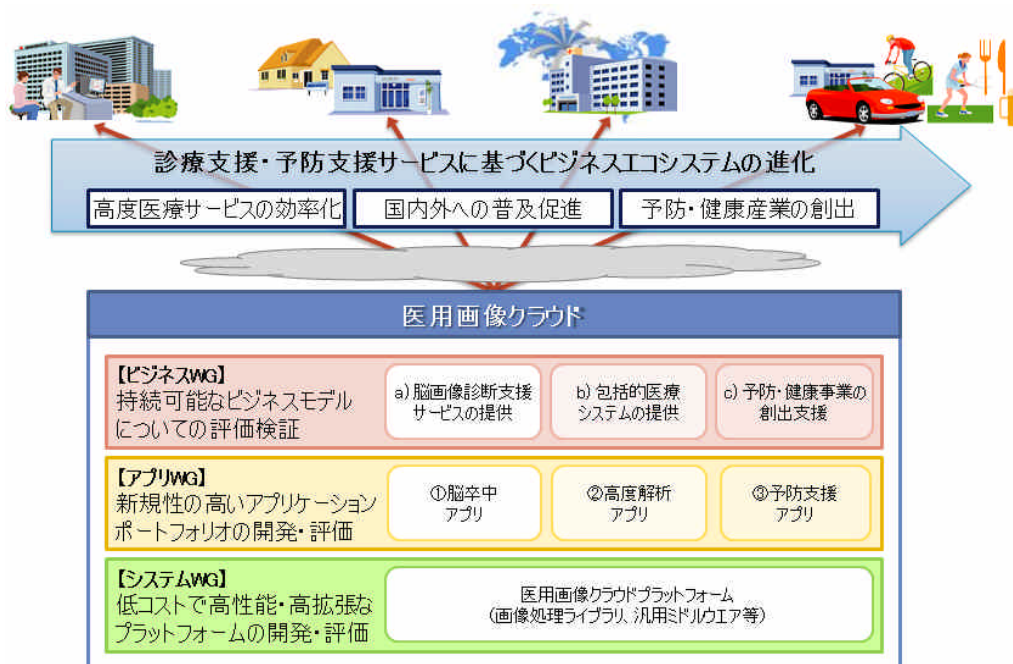 診療支援・予防支援サービスに基づくビジネスエコシステムの進化
高度医療サービスの効率化
国内外への普及促進
予防・健康産業の創出
医用画像クラウド
【ビジネスWG】
持続可能なビジネスモデル
についての評価検証
a)脳画像診断支援
サービスの提供
b)包括的医療
システムの提供
c)予防・健康事業の
創出支援
【アプリWG】
新規性の高いアプリケーション
ポートフォリオの開発・評価
①脳卒中
アプリ
②高度解析
アプリ
③予防支援
アプリ
【システムWG】
低コストで高性能・高拡張な
プラットフォームの開発・評価
医用画像クラウドプラットフォーム
(画像処理ライブラリ、汎用ミドルウエア等)